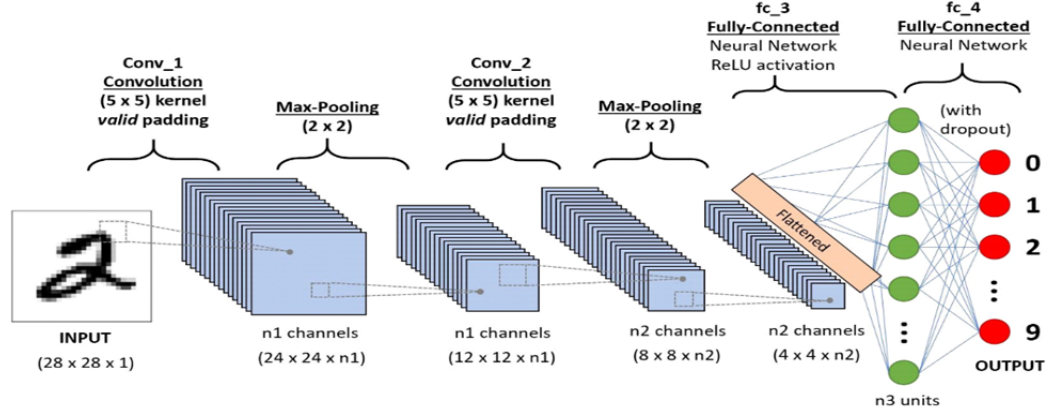 fc_3
Fully-Connected
Neural Network
ReLU activation
fc_4
Fully-Connected
Neural Network
Conv_1
Convolution
(5 x 5) kernel
valid padding
Max-Pooling
(2 x 2)
Conv_2
Convolution
(5 x 5) kernel
valid padding
Max-Pooling
(2 x 2)
(with
dropout)
Flattened
0
1
2
9
INPUT
(28 x 28 x 1)
n1 channels
(24 x 24 x n1)
n1 channels
(12 x 12 x n1)
n2 channels
(8 x 8 x n2)
n2 channels
(4 x 4 x n2)
OUTPUT
n3 units